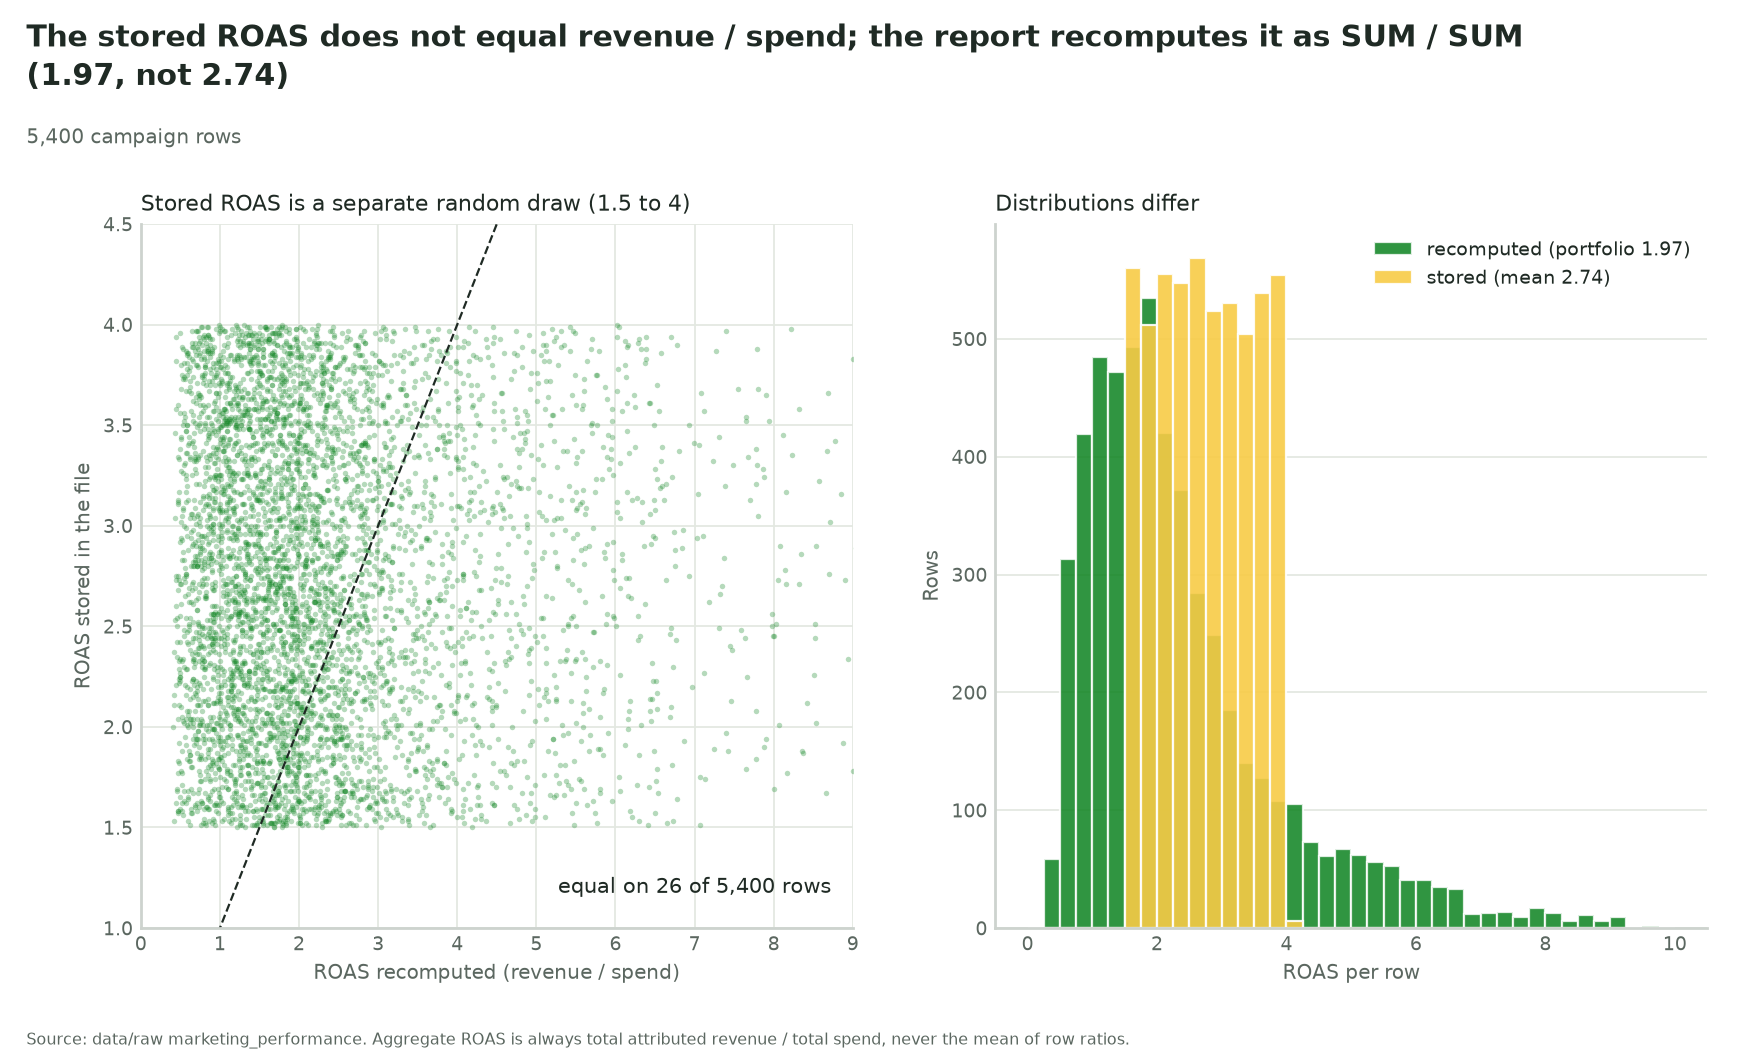 The stored ROAS does not equal revenue / spend; the report recomputes it as SUM / SUM
(1.97, not 2.74)
5,400 campaign rows
Stored ROAS is a separate random draw (1.5 to 4)
4.5
4.0
3.5
3.0
2.5
2.0
1.5
1.0
ROAS stored in the file
equal on 26 of 5,400 rows
0 1 2 3 4 5 6 7 8 9
ROAS recomputed (revenue / spend)
Distributions differ
recomputed (portfolio 1.97)
stored (mean 2.74)
500
400
300
200
100
0
Rows
0 2 4 6 8 10
ROAS per row
Source: data/raw marketing_performance. Aggregate ROAS is always total attributed revenue / total spend, never the mean of row ratios.